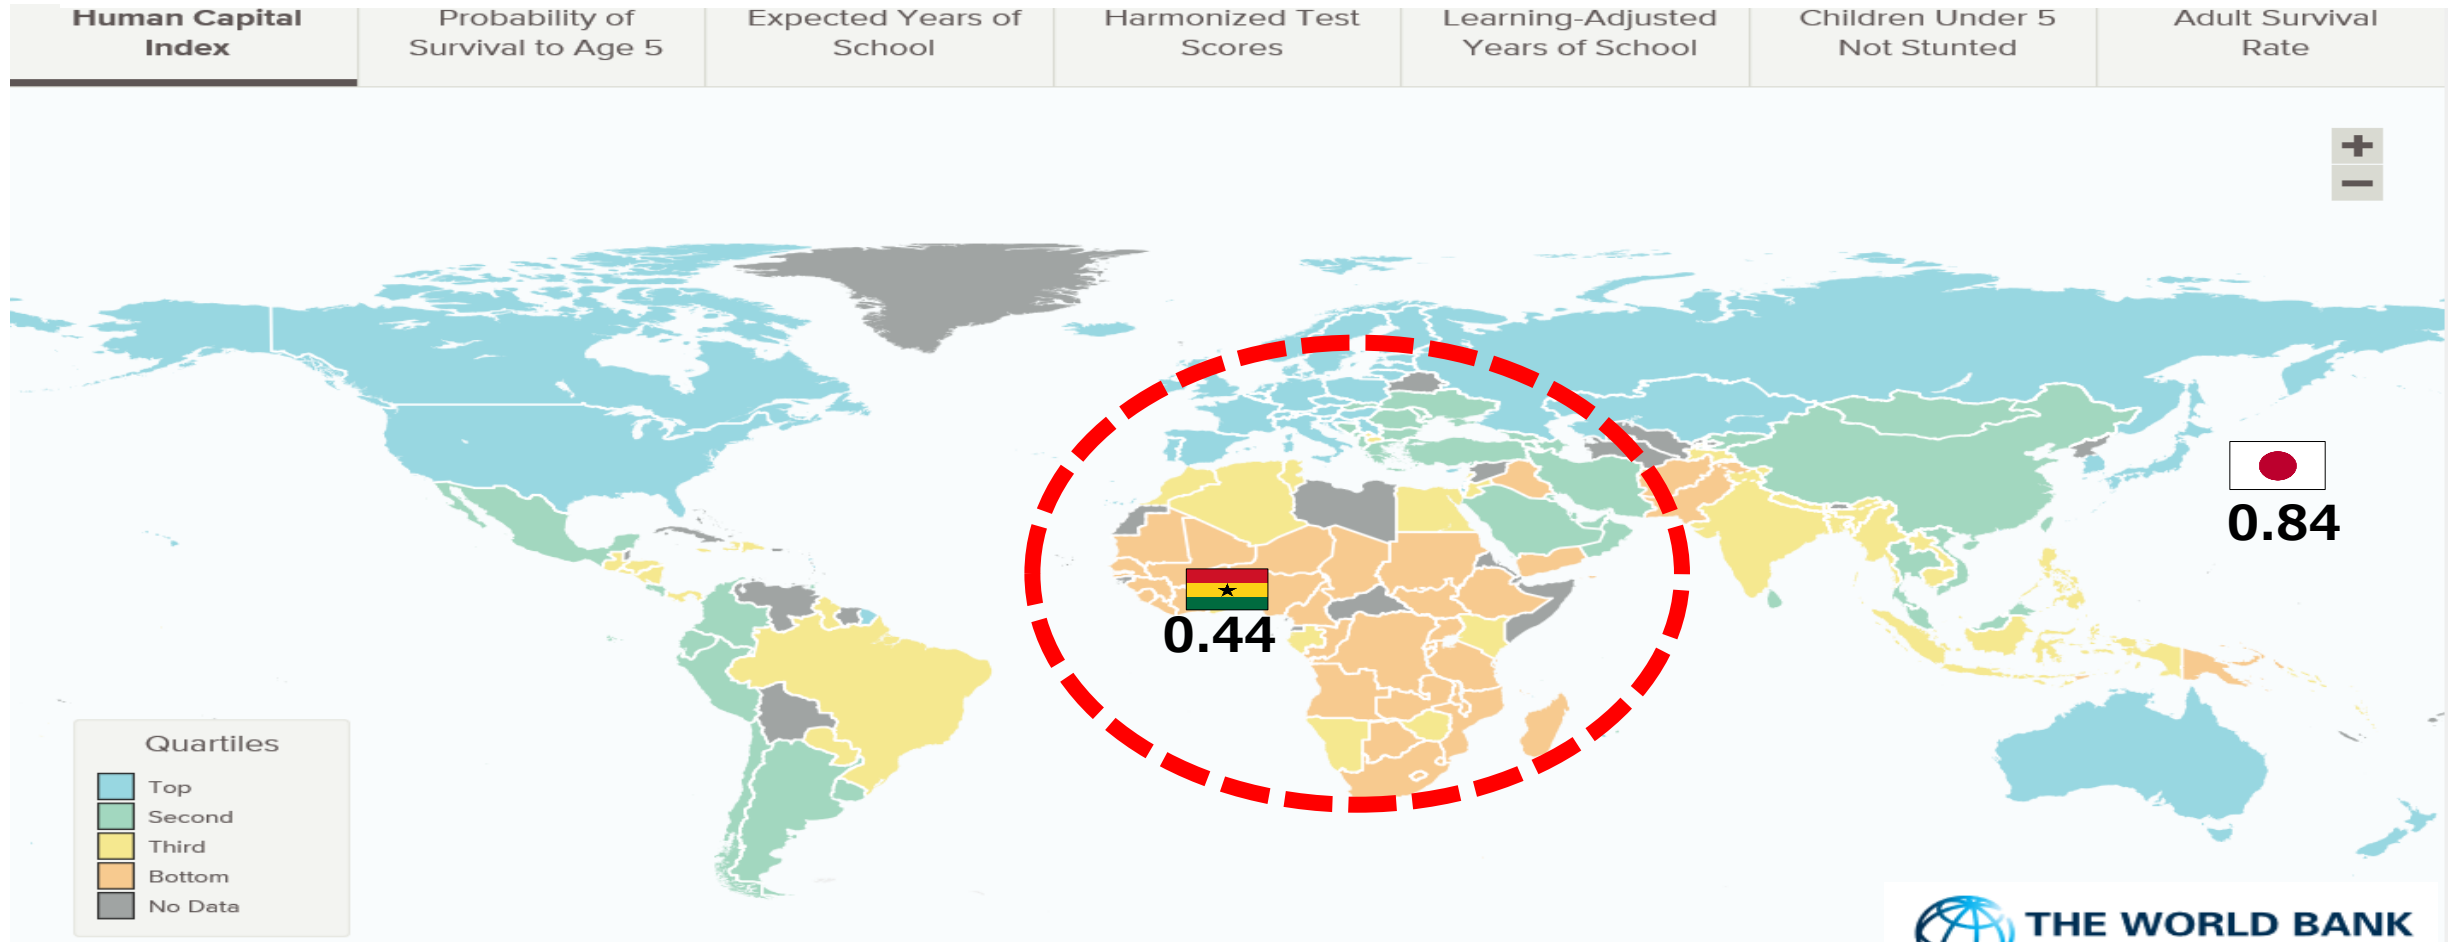 Human Capital
Index
Probability of
Survival to Age 5
Expected Years of
School
Harmonized Test
Scores
Learning-Adjusted
Years of School
Children Under 5
Not Stunted
Adult Survival
Rate
+
−
0.84
0.44
Quartiles
Top
Second
Third
Bottom
No Data
THE WORLD BANK